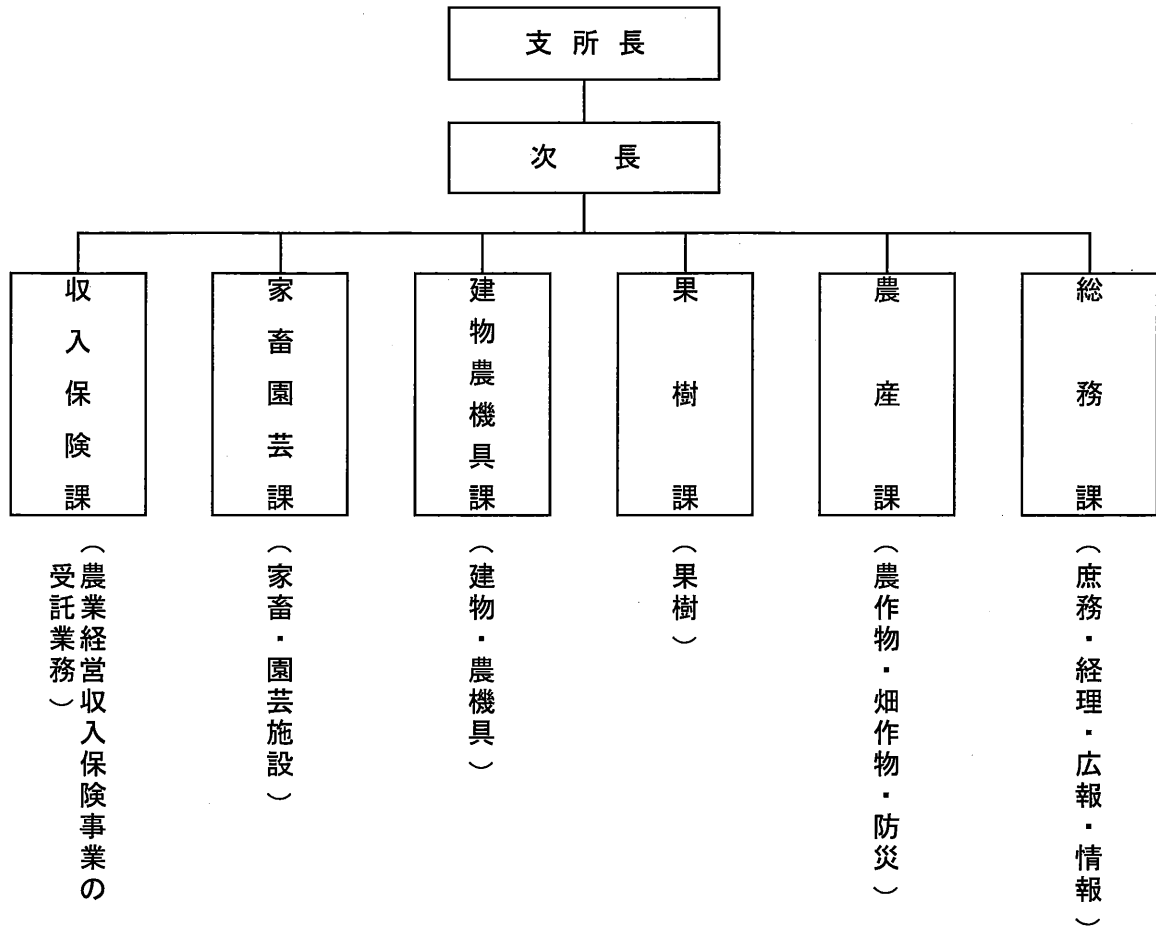 支所長
次長
総務課
（庶務・経理・広報・情報）
農産課
（農作物・畑作物・防災）
果樹課
（果樹）
建物農機具課
（建物・農機具）
家畜園芸課
（家畜・園芸施設）
収入保険課
（農業経営収入保険事業の
受託業務）